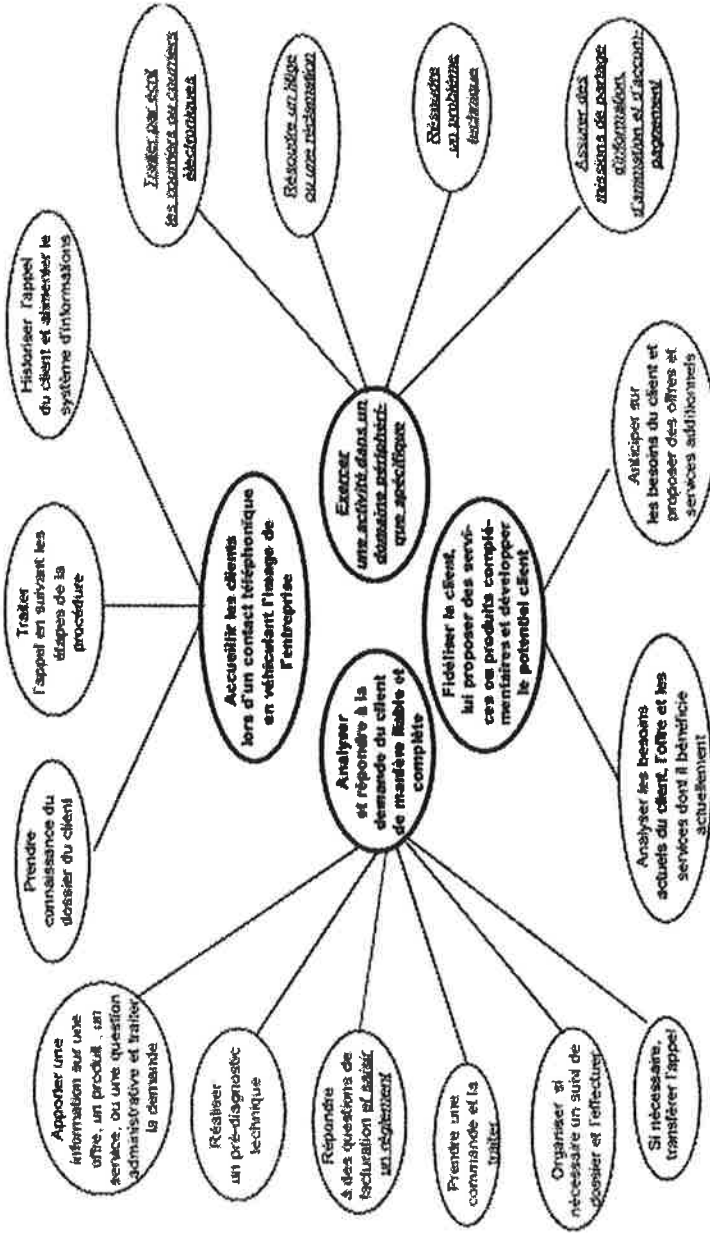 Prendre
connaissance du
dossier du client
Traiter
l'appel en suivant les
étapes de la
procédure
Historiser l'appel
du client et alimenter le
système d'informations
Accueillir les clients
lors d'un contact téléphonique
en véhiculant l'image de
l'entreprise
Apporter une
information sur une
offre, un produit, un
service, ou une question
administrative et traiter
la demande
Réaliser
un pré-diagnostic
technique
Répondre
à des questions de
facturation et saisir
un règlement
Prendre une
commande et la
traiter
Organiser si
nécessaire un suivi de
dossier et l'effectuer
Si nécessaire,
transférer l'appel
Analyser
et répondre à la
demande du client
de manière fiable et
complète
Exercer
une activité dans un
domaine périphéri-
que spécifique
Traiter par écrit
les courriers ou courriers
électroniques
Résoudre un litige
ou une réclamation
Résoudre
un problème
technique
Assurer des
missions de partage
d'information,
d'animation et d'accom-
pagnement
Fidéliser le client,
lui proposer des servi-
ces ou produits complé-
mentaires et développer
le potentiel client
Analyser les besoins
actuels du client, l'offre et les
services dont il bénéficie
actuellement
Anticiper sur
les besoins du client et
proposer des offres et
services additionnels